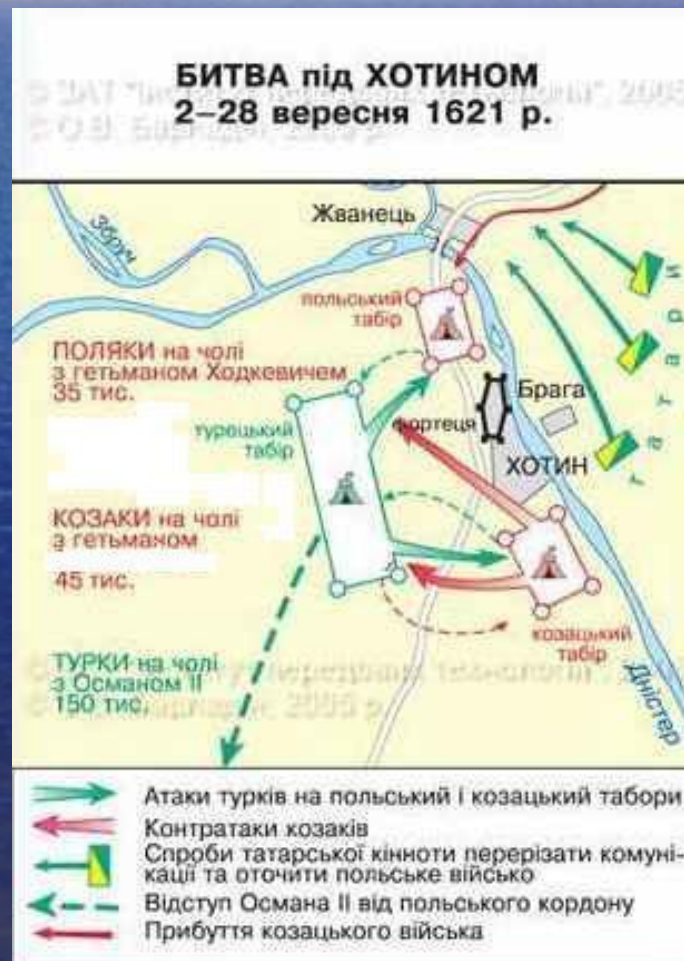 БИТВА під ХОТИНОМ
2–28 вересня 1621 р.
Жванець
Збруч
польський
табір
татари
ПОЛЯКИ на чолі
з гетьманом Ходкевичем
35 тис.
Брага
фортеця
турецький
табір
ХОТИН
КОЗАКИ на чолі
з гетьманом
45 тис.
козацький
табір
ТУРКИ на чолі
з Османом II
150 тис.
Дністер
Атаки турків на польський і козацький табори
Контратаки козаків
Спроби татарської кінноти перерізати комуні-
кації та оточити польське військо
Відступ Османа II від польського кордону
Прибуття козацького війська